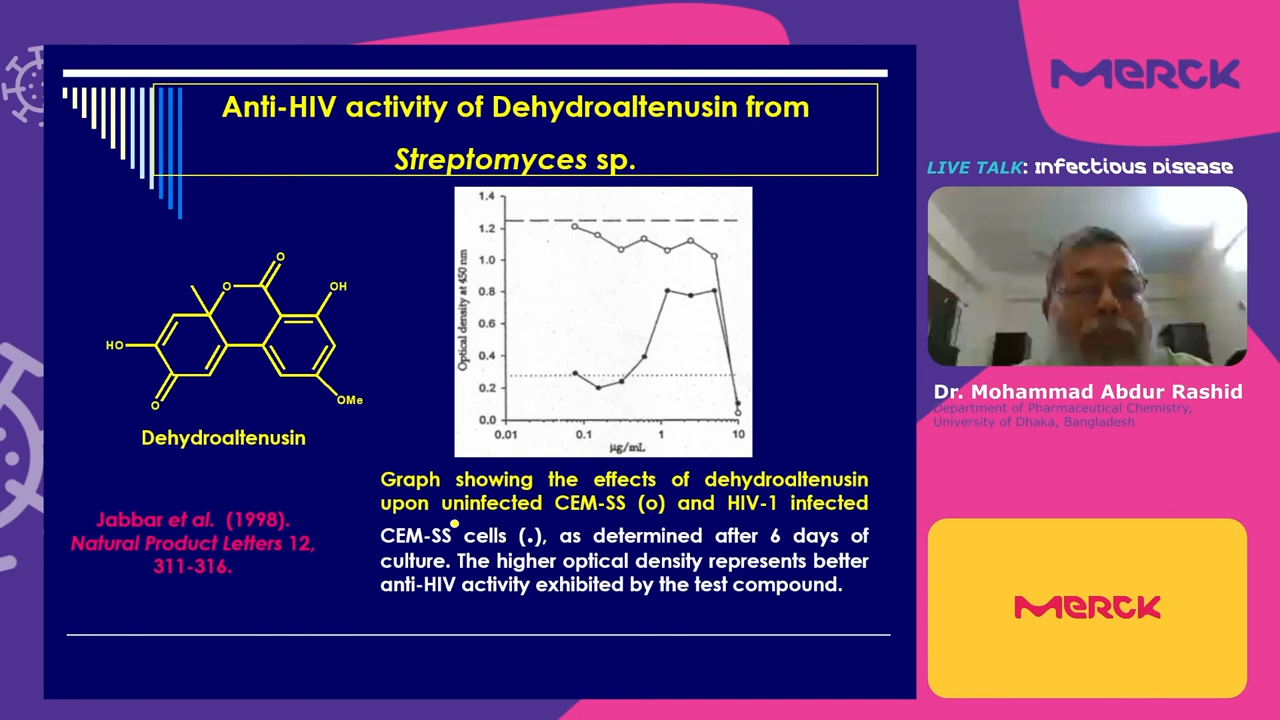 MERCK
Anti-HIV activity of Dehydroaltenusin from
Streptomyces sp.
LIVE TALK: Infectious Disease
1.4
1.2
1.0
0.8
0.6
0.4
0.2
0.0
Optical density at 450 nm
0.01
0.1
1
10
µg/mL
O
O
OH
HO
O
OMe
Dehydroaltenusin
Dr. Mohammad Abdur Rashid
Department of Pharmaceutical Chemistry,
University of Dhaka, Bangladesh
Graph showing the effects of dehydroaltenusin
upon uninfected CEM-SS (o) and HIV-1 infected
CEM-SS cells (.), as determined after 6 days of
culture. The higher optical density represents better
anti-HIV activity exhibited by the test compound.
Jabbar et al. (1998).
Natural Product Letters 12,
311-316.
MERCK